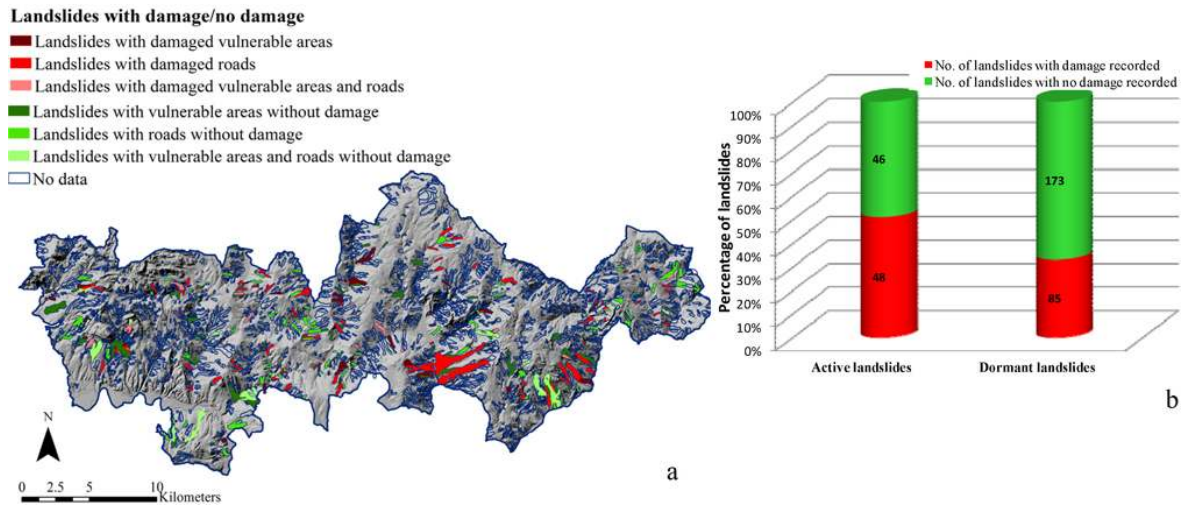 Landslides with damage/no damage
Landslides with damaged vulnerable areas
Landslides with damaged roads
Landslides with damaged vulnerable areas and roads
Landslides with vulnerable areas without damage
Landslides with roads without damage
Landslides with vulnerable areas and roads without damage
No data
N
0 2.5 5 10
Kilometers
a
No. of landslides with damage recorded
No. of landslides with no damage recorded
Percentage of landslides
100%
90%
80%
70%
60%
50%
40%
30%
20%
10%
0%
46
173
48
85
Active landslides
Dormant landslides
b